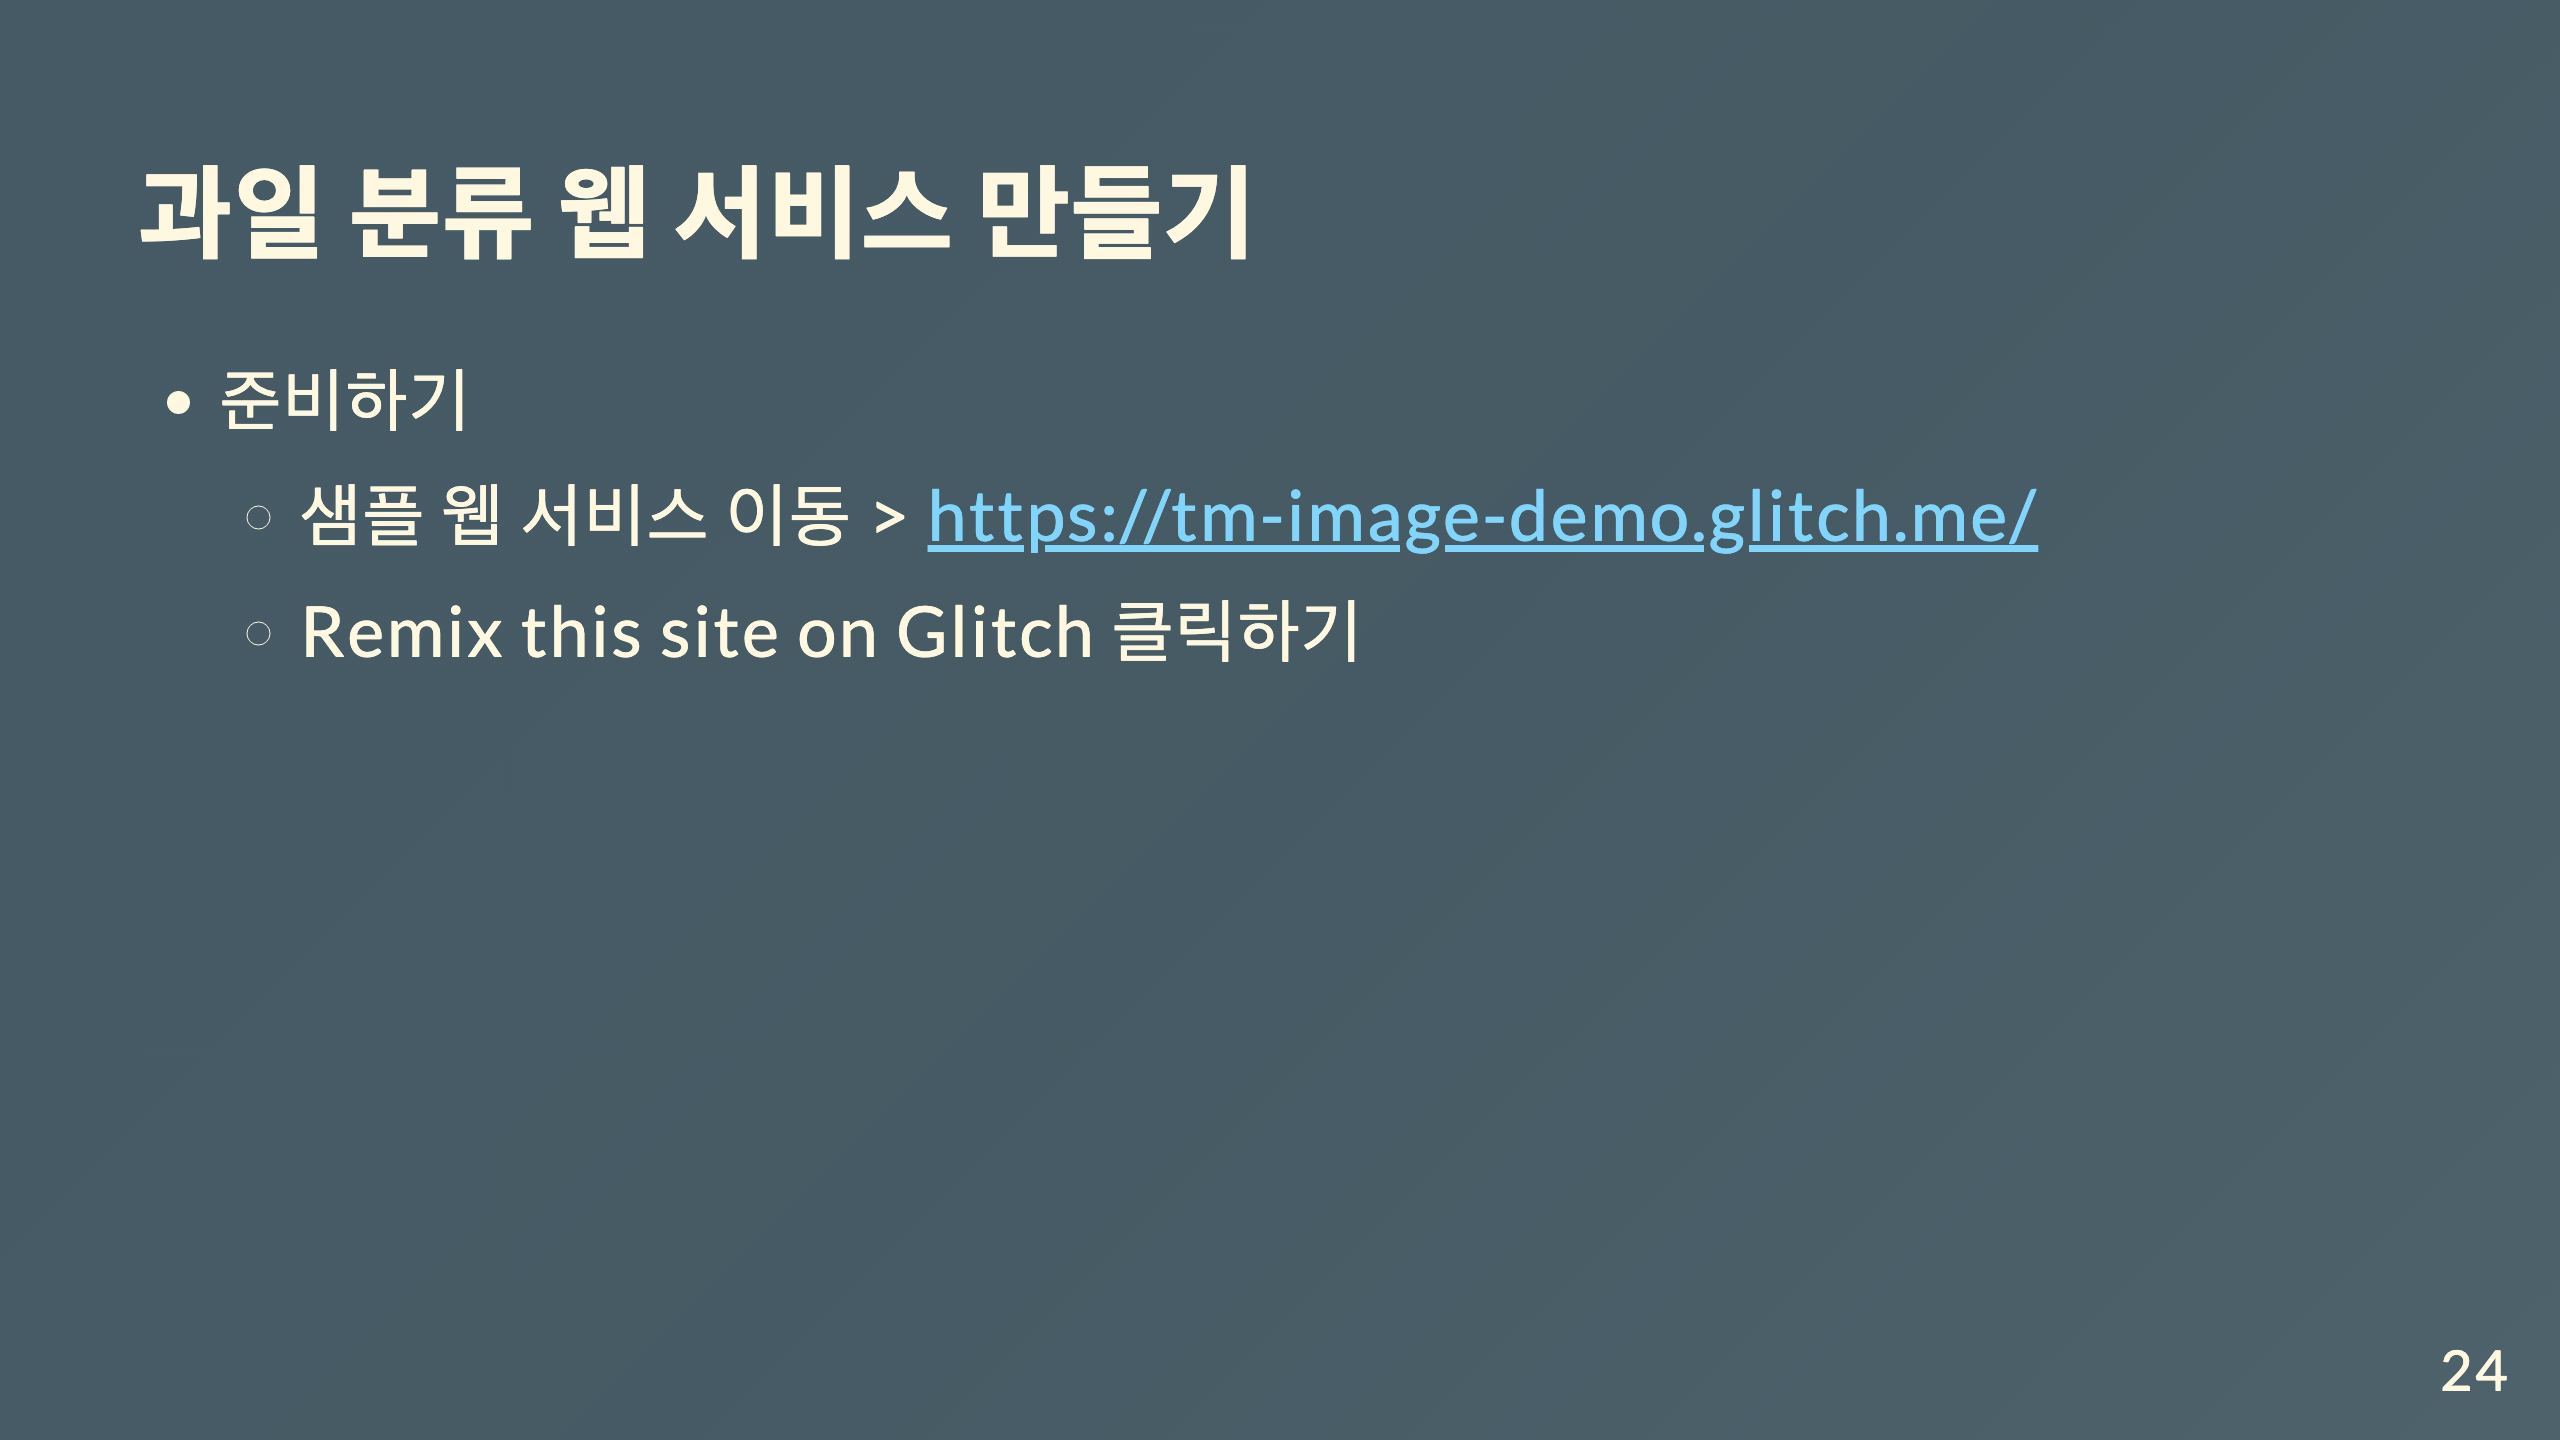 과일 분류 웹 서비스 만들기
준비하기
샘플 웹 서비스 이동 > https://tm-image-demo.glitch.me/
Remix this site on Glitch 클릭하기
24